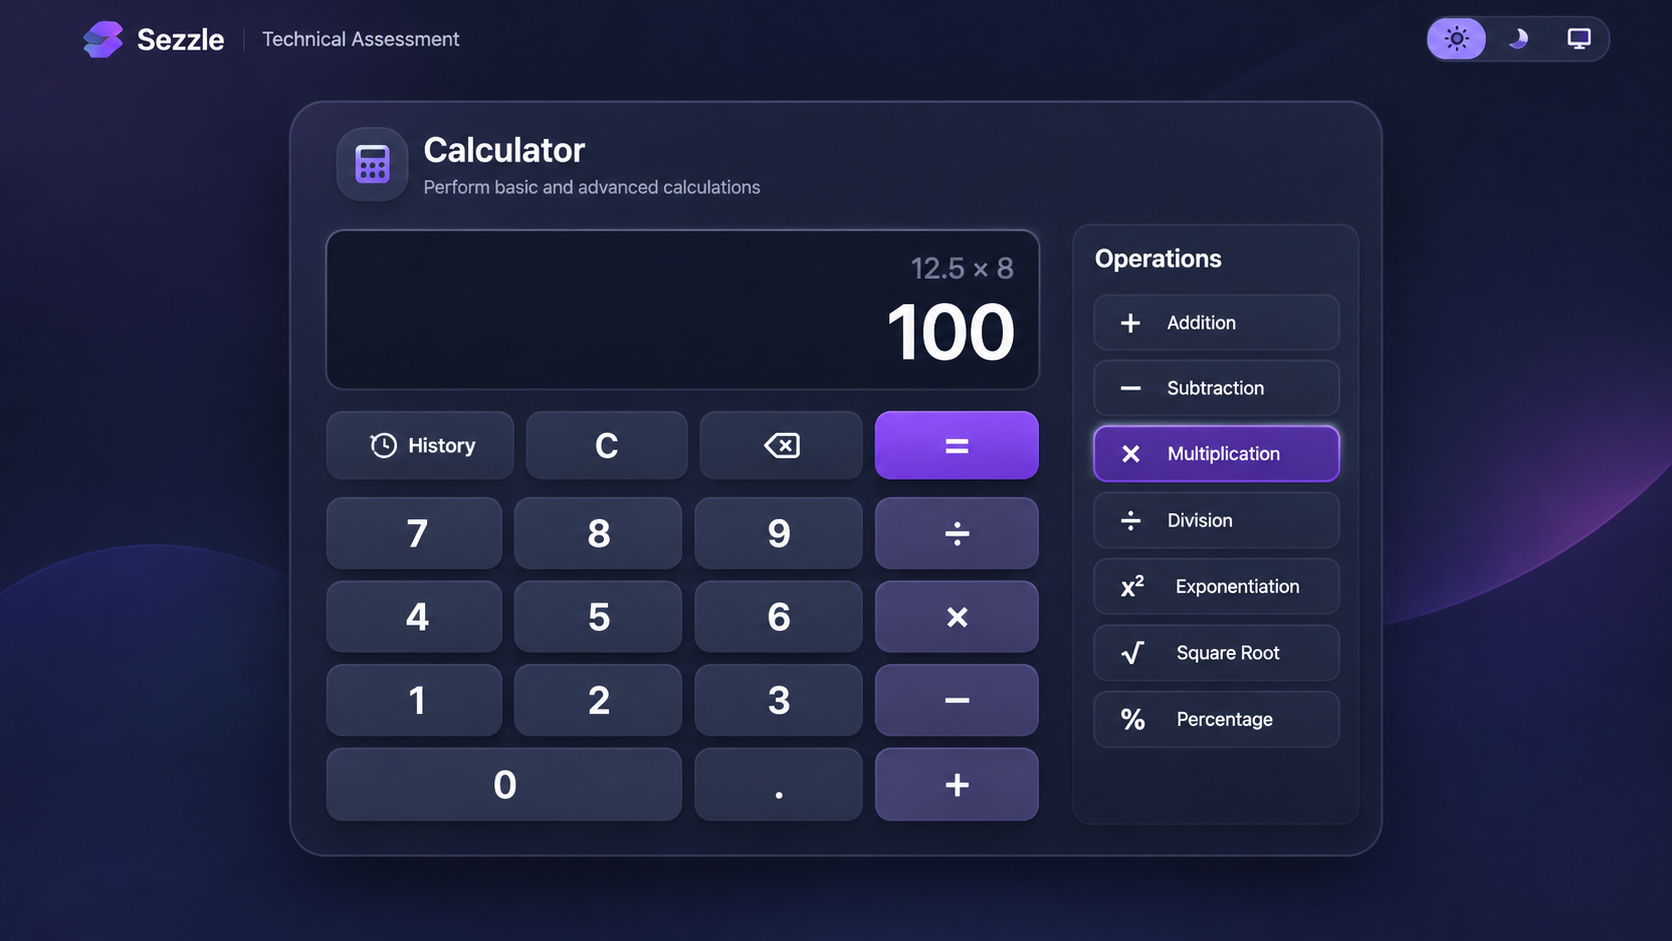 Sezzle
Technical Assessment
Calculator
Perform basic and advanced calculations
12.5 × 8
100
History
C
=
7
8
9
÷
4
5
6
×
1
2
3
−
0
.
+
Operations
+ Addition
− Subtraction
× Multiplication
÷ Division
x² Exponentiation
√ Square Root
% Percentage